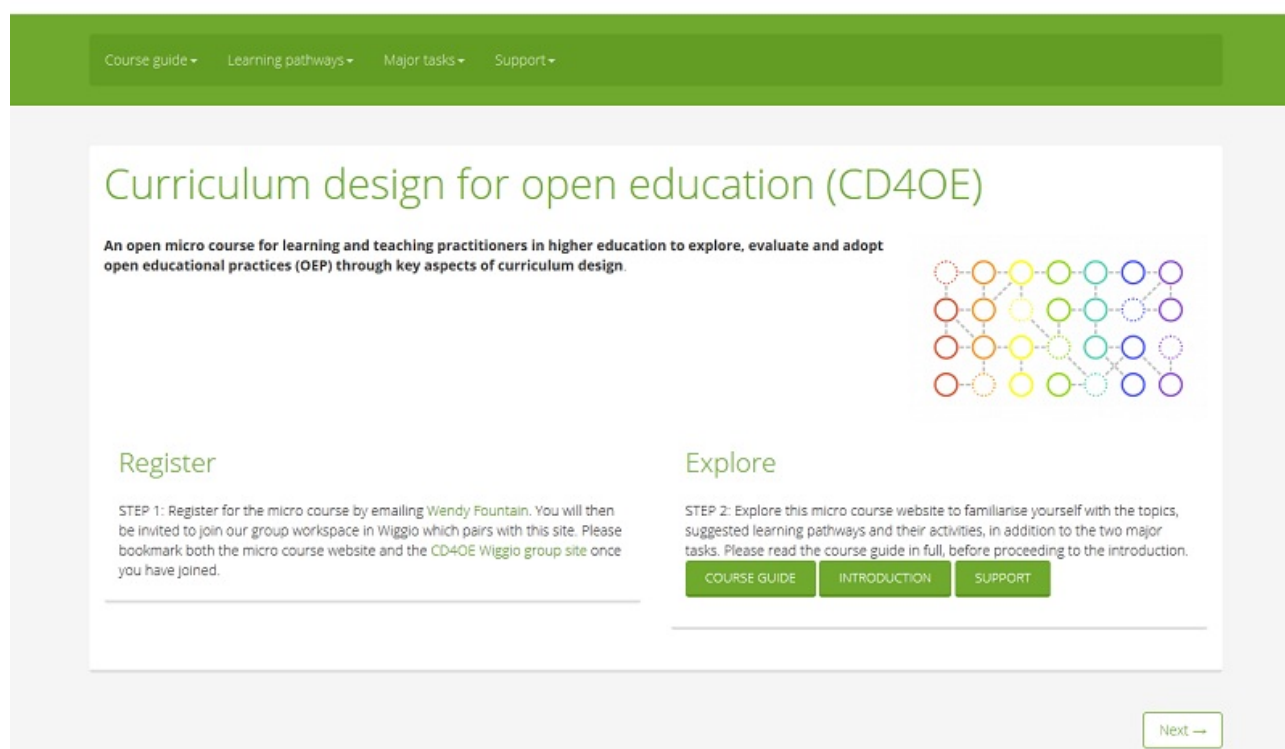 Course guide Learning pathways Major tasks Support
Curriculum design for open education (CD4OE)
An open micro course for learning and teaching practitioners in higher education to explore, evaluate and adopt
open educational practices (OEP) through key aspects of curriculum design.
Register
STEP 1: Register for the micro course by emailing Wendy Fountain. You will then
be invited to join our group workspace in Wiggio which pairs with this site. Please
bookmark both the micro course website and the CD4OE Wiggio group site once
you have joined.
Explore
STEP 2: Explore this micro course website to familiarise yourself with the topics,
suggested learning pathways and their activities, in addition to the two major
tasks. Please read the course guide in full, before proceeding to the introduction.
COURSE GUIDE INTRODUCTION SUPPORT
Next →